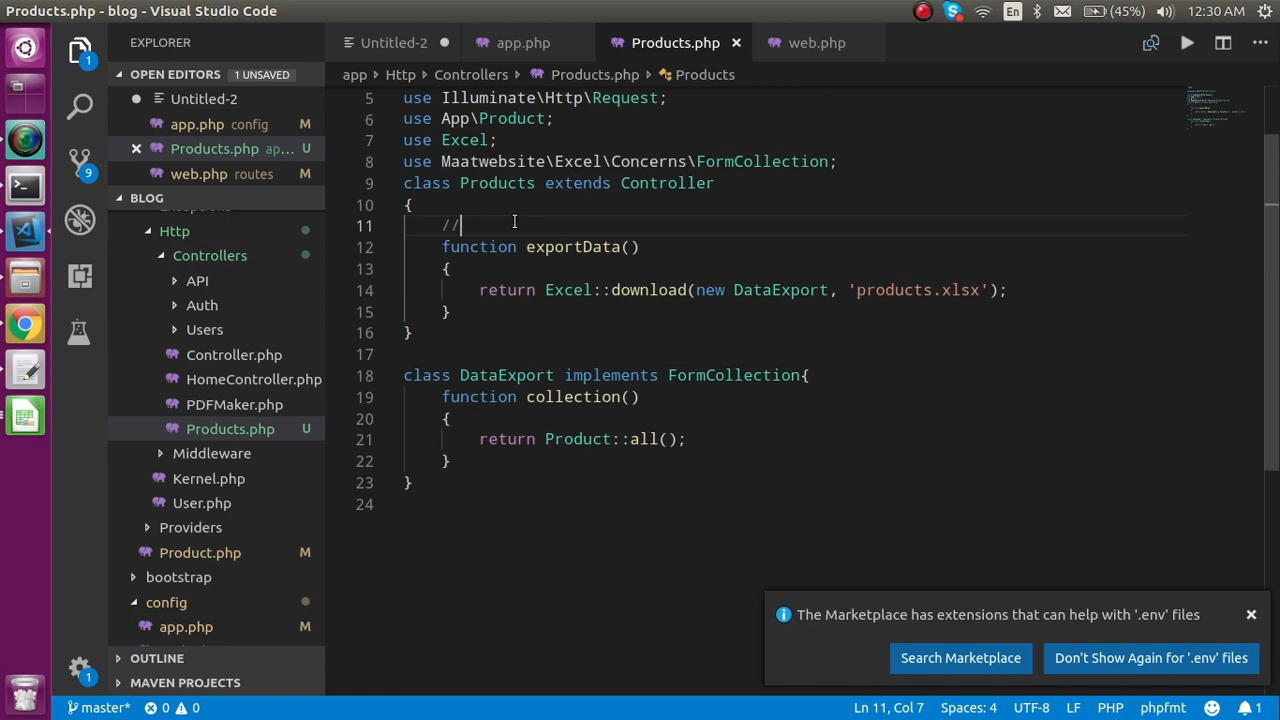 Products.php - blog - Visual Studio Code
En
(45%)
12:30 AM
EXPLORER
Untitled-2
app.php
Products.php
web.php
OPEN EDITORS 1 UNSAVED
app > Http > Controllers > Products.php > Products
Untitled-2
app.php config
Products.php ap... U
web.php routes
BLOG
Http
Controllers
API
Auth
Users
Controller.php
HomeController.php
PDFMaker.php
Products.php U
Middleware
Kernel.php
User.php
Providers
Product.php M
bootstrap
config
app.php M
OUTLINE
MAVEN PROJECTS
1
9
1
5 use Illuminate\Http\Request;
6 use App\Product;
7 use Excel;
8 use Maatwebsite\Excel\Concerns\FormCollection;
9 class Products extends Controller
10 {
11 //
12 function exportData()
13 {
14 return Excel::download(new DataExport, 'products.xlsx');
15 }
16 }
17
18 class DataExport implements FormCollection{
19 function collection()
20 {
21 return Product::all();
22 }
23 }
24
The Marketplace has extensions that can help with '.env' files
Search Marketplace
Don't Show Again for '.env' files
master* 0 0
Ln 11, Col 7 Spaces: 4 UTF-8 LF PHP phpfmt 1